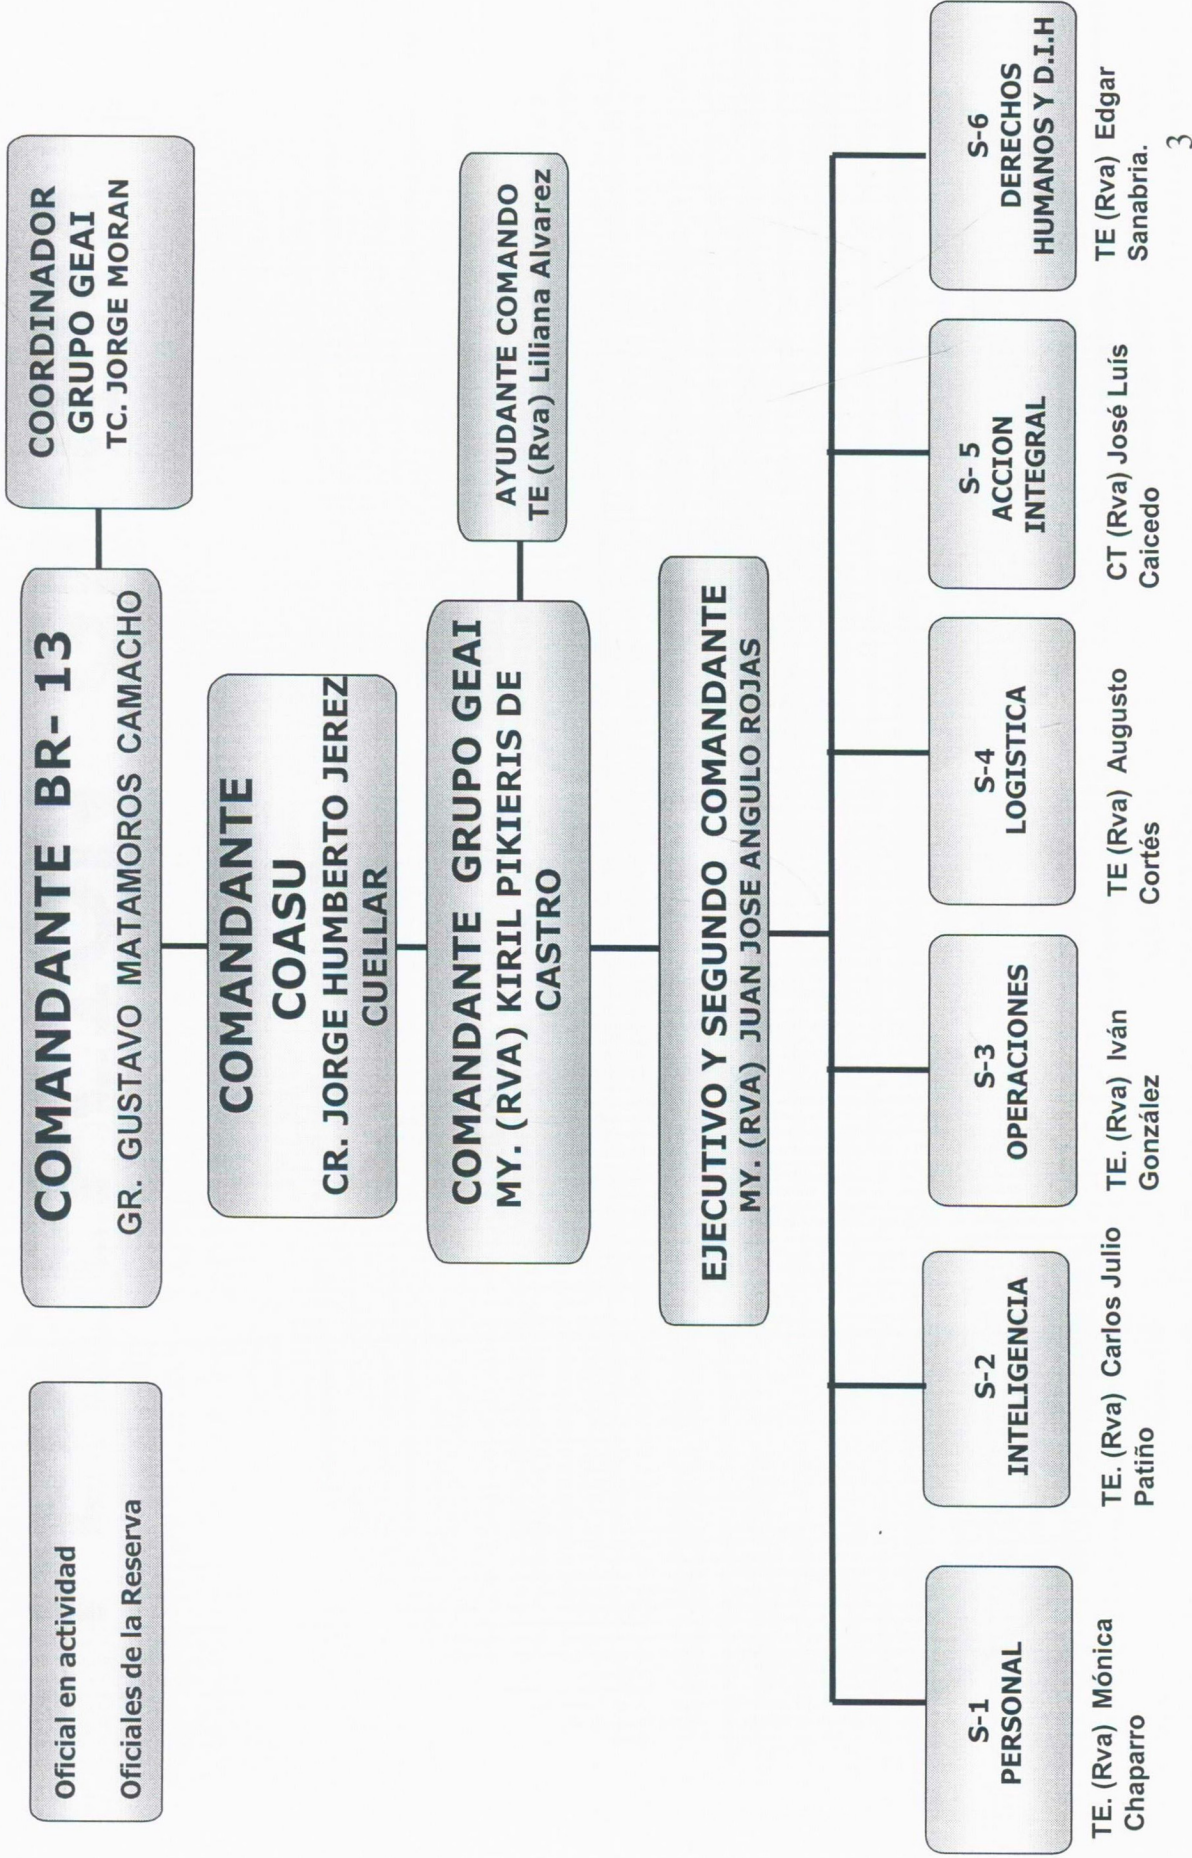 Oficial en actividad
Oficiales de la Reserva
COMANDANTE BR- 13
GR. GUSTAVO MATAMOROS CAMACHO
COORDINADOR
GRUPO GEAI
TC. JORGE MORAN
COMANDANTE
COASU
CR. JORGE HUMBERTO JEREZ
CUELLAR
COMANDANTE GRUPO GEAI
MY. (RVA) KIRIL PIKIERIS DE
CASTRO
AYUDANTE COMANDO
TE (Rva) Liliana Alvarez
EJECUTIVO Y SEGUNDO COMANDANTE
MY. (RVA) JUAN JOSE ANGULO ROJAS
S-1
PERSONAL
TE. (Rva) Mónica
Chaparro
S-2
INTELIGENCIA
TE. (Rva) Carlos Julio
Patiño
S-3
OPERACIONES
TE. (Rva) Iván
González
S-4
LOGISTICA
TE (Rva) Augusto
Cortés
S- 5
ACCION
INTEGRAL
CT (Rva) José Luís
Caicedo
S-6
DERECHOS
HUMANOS Y D.I.H
TE (Rva) Edgar
Sanabria.
3